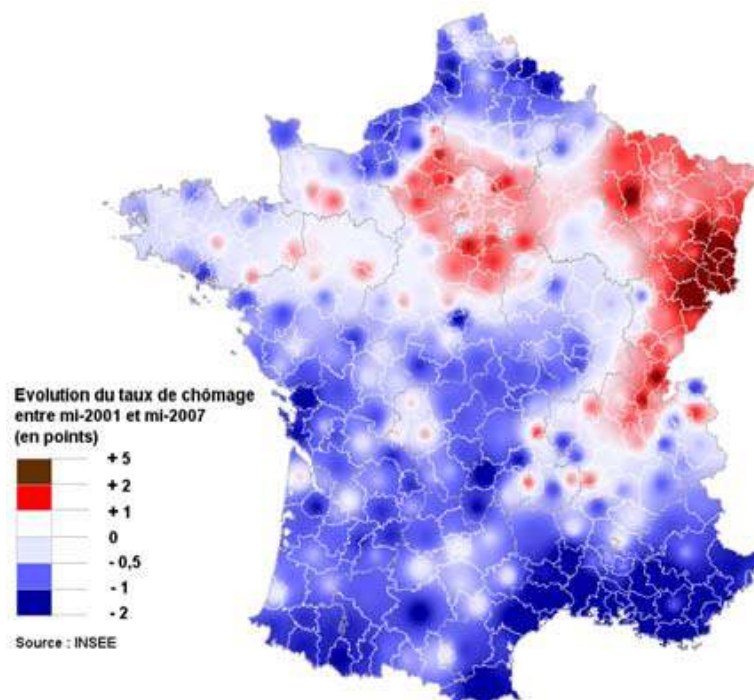 Evolution du taux de chômage
entre mi-2001 et mi-2007
(en points)
+ 5
+ 2
+ 1
0
- 0,5
- 1
- 2
Source : INSEE